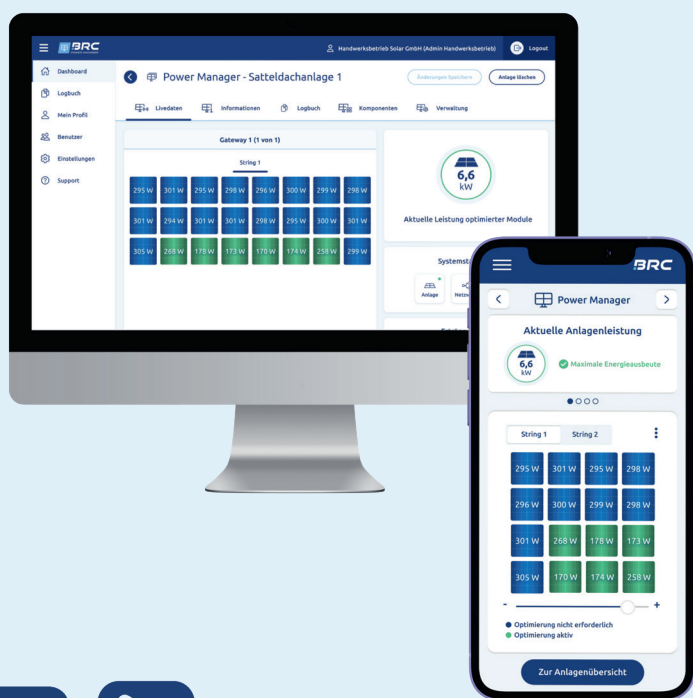 BRC
Handwerksbetrieb Solar GmbH (Admin Handwerksbetrieb)
Logout
Dashboard
Logbuch
Mein Profil
Benutzer
Einstellungen
Support
Power Manager - Satteldachanlage 1
Änderungen Speichern
Anlage löschen
Livedaten Informationen Logbuch Komponenten Verwaltung
Gateway 1 (1 von 1)
String 1
295 W 301 W 295 W 298 W 296 W 300 W 299 W 298 W
301 W 294 W 301 W 301 W 298 W 295 W 300 W 301 W
305 W 268 W 178 W 173 W 170 W 174 W 258 W 299 W
6,6
kW
Aktuelle Leistung optimierter Module
Anlage
BRC
Power Manager
Aktuelle Anlagenleistung
6,6
kW
Maximale Energieausbeute
String 1 String 2
295 W 301 W 295 W 298 W
296 W 300 W 299 W 298 W
301 W 268 W 178 W 173 W
305 W 170 W 174 W 258 W
- +
Optimierung nicht erforderlich
Optimierung aktiv
Zur Anlagenübersicht